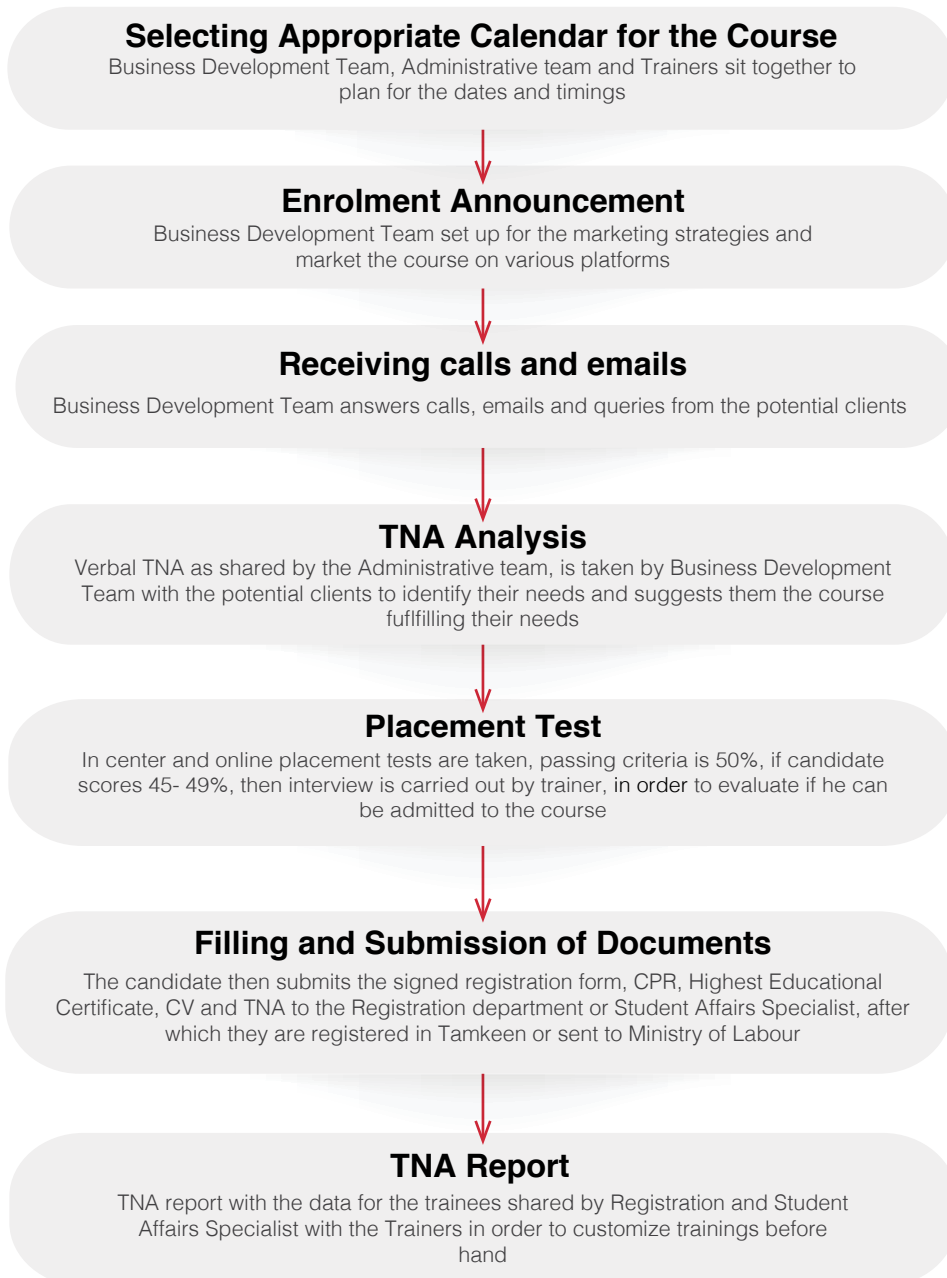 Selecting Appropriate Calendar for the Course
Business Development Team, Administrative team and Trainers sit together to
plan for the dates and timings
Enrolment Announcement
Business Development Team set up for the marketing strategies and
market the course on various platforms
Receiving calls and emails
Business Development Team answers calls, emails and queries from the potential clients
TNA Analysis
Verbal TNA as shared by the Administrative team, is taken by Business Development
Team with the potential clients to identify their needs and suggests them the course
fuflfilling their needs
Placement Test
In center and online placement tests are taken, passing criteria is 50%, if candidate
scores 45- 49%, then interview is carried out by trainer, in order to evaluate if he can
be admitted to the course
Filling and Submission of Documents
The candidate then submits the signed registration form, CPR, Highest Educational
Certificate, CV and TNA to the Registration department or Student Affairs Specialist, after
which they are registered in Tamkeen or sent to Ministry of Labour
TNA Report
TNA report with the data for the trainees shared by Registration and Student
Affairs Specialist with the Trainers in order to customize trainings before
hand